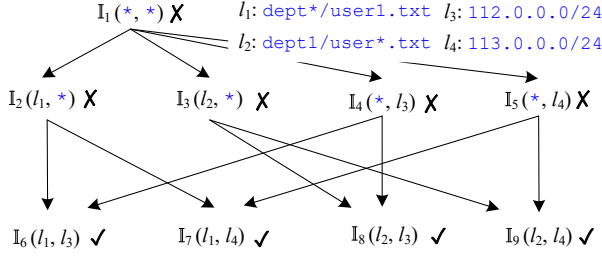 𝕀1 (*, *) ✗ l1: dept*/user1.txt l3: 112.0.0.0/24
l2: dept1/user*.txt l4: 113.0.0.0/24
𝕀2 (l1, *) ✗ 𝕀3 (l2, *) ✗ 𝕀4 (*, l3) ✗ 𝕀5 (*, l4) ✗
𝕀6 (l1, l3) ✓ 𝕀7 (l1, l4) ✓ 𝕀8 (l2, l3) ✓ 𝕀9 (l2, l4) ✓